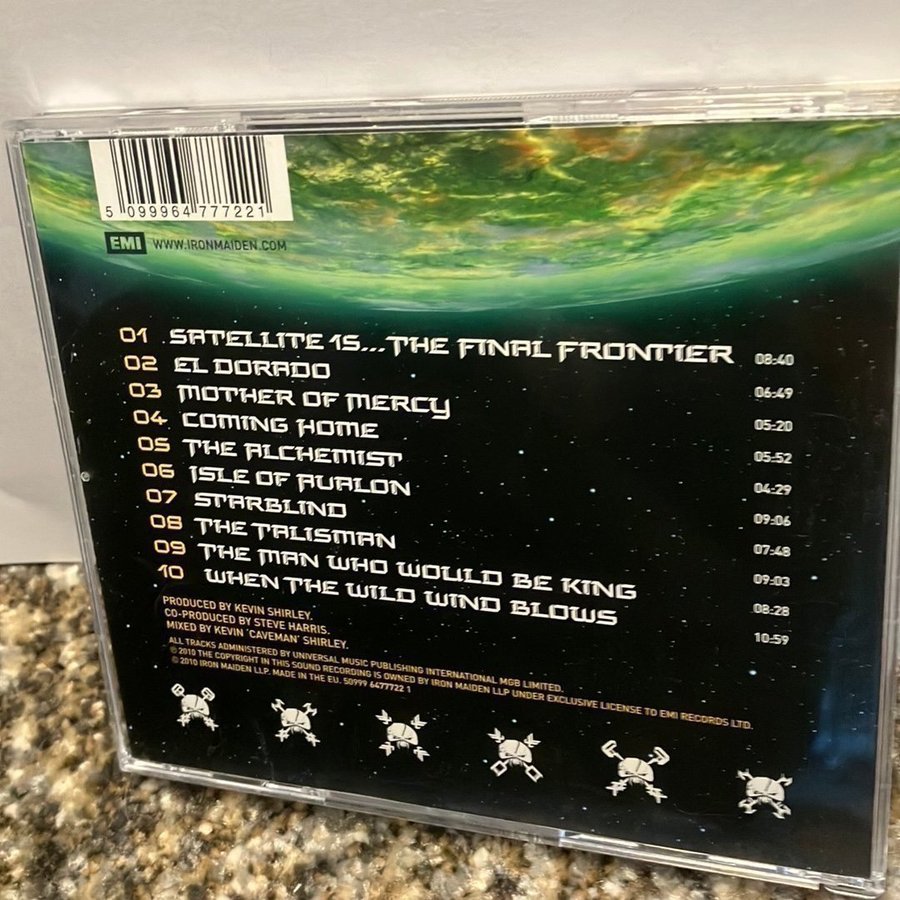 5 099964 777221
EMI WWW.IRONMAIDEN.COM
01 SATELLITE 15...THE FINAL FRONTIER 08:40
02 EL DORADO 06:49
03 MOTHER OF MERCY 05:20
04 COMING HOME 05:52
05 THE ALCHEMIST 04:29
06 ISLE OF AVALON 09:06
07 STARBLIND 07:48
08 THE TALISMAN 09:03
09 THE MAN WHO WOULD BE KING 08:28
10 WHEN THE WILD WIND BLOWS 10:59
PRODUCED BY KEVIN SHIRLEY.
CO-PRODUCED BY STEVE HARRIS.
MIXED BY KEVIN 'CAVEMAN' SHIRLEY.
ALL TRACKS ADMINISTERED BY UNIVERSAL MUSIC PUBLISHING INTERNATIONAL MGB LIMITED.
℗ 2010 THE COPYRIGHT IN THIS SOUND RECORDING IS OWNED BY IRON MAIDEN LLP UNDER EXCLUSIVE LICENSE TO EMI RECORDS LTD.
© 2010 IRON MAIDEN LLP. MADE IN THE EU. 50999 6477722 1